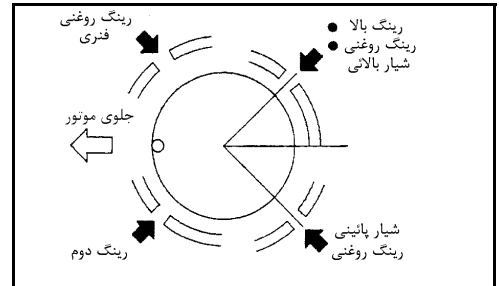 رینگ بالا
رینگ روغنی
شیار بالائی
رینگ روغنی
فنری
جلوی موتور
رینگ دوم
شیار پائینی
رینگ روغنی